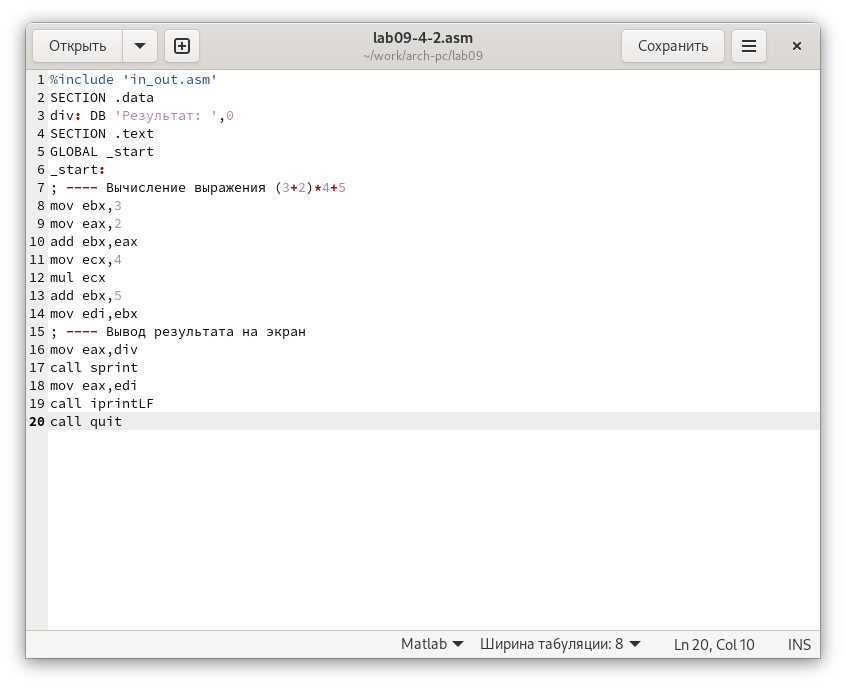 Открыть
lab09-4-2.asm
~/work/arch-pc/lab09
Сохранить
1 %include 'in_out.asm'
2 SECTION .data
3 div: DB 'Результат: ',0
4 SECTION .text
5 GLOBAL _start
6 _start:
7 ; ---- Вычисление выражения (3+2)*4+5
8 mov ebx,3
9 mov eax,2
10 add ebx,eax
11 mov ecx,4
12 mul ecx
13 add ebx,5
14 mov edi,ebx
15 ; ---- Вывод результата на экран
16 mov eax,div
17 call sprint
18 mov eax,edi
19 call iprintLF
20 call quit
Matlab Ширина табуляции: 8 Ln 20, Col 10 INS